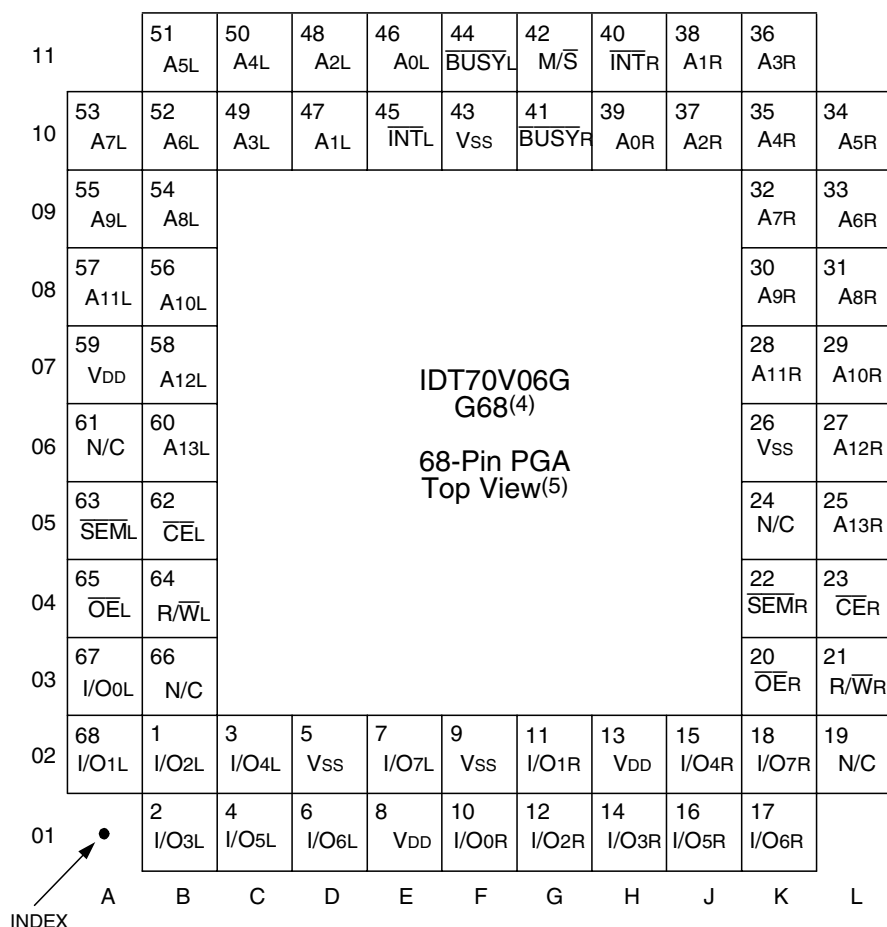 11 51 50 48 46 44 42 40 38 36
A5L A4L A2L A0L BUSYL M/S INTR A1R A3R
10 53 52 49 47 45 43 41 39 37 35 34
A7L A6L A3L A1L INTL VSS BUSYR A0R A2R A4R A5R
09 55 54 32 33
A9L A8L A7R A6R
08 57 56 30 31
A11L A10L A9R A8R
07 59 58 28 29
VDD A12L A11R A10R
IDT70V06G
G68(4)
06 61 60 26 27
N/C A13L VSS A12R
68-Pin PGA
Top View(5)
05 63 62 24 25
SEML CEL N/C A13R
04 65 64 22 23
OEL R/WL SEMR CER
03 67 66 20 21
I/O0L N/C OER R/WR
02 68 1 3 5 7 9 11 13 15 18 19
I/O1L I/O2L I/O4L VSS I/O7L VSS I/O1R VDD I/O4R I/O7R N/C
01 2 4 6 8 10 12 14 16 17
I/O3L I/O5L I/O6L VDD I/O0R I/O2R I/O3R I/O5R I/O6R
A B C D E F G H J K L
INDEX